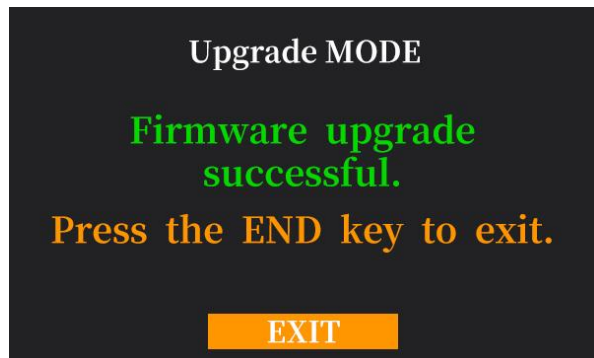 Upgrade MODE
Firmware upgrade
successful.
Press the END key to exit.
EXIT